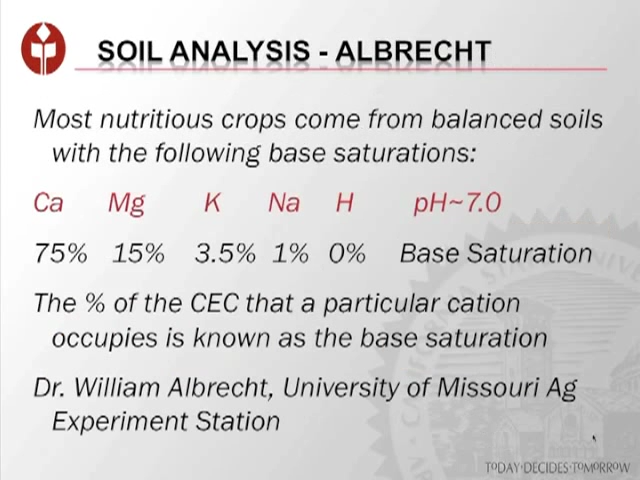 SOIL ANALYSIS - ALBRECHT
Most nutritious crops come from balanced soils
with the following base saturations:
Ca Mg K Na H pH~7.0
75% 15% 3.5% 1% 0% Base Saturation
The % of the CEC that a particular cation
occupies is known as the base saturation
Dr. William Albrecht, University of Missouri Ag
Experiment Station
TODAY·DECIDES·TOMORROW